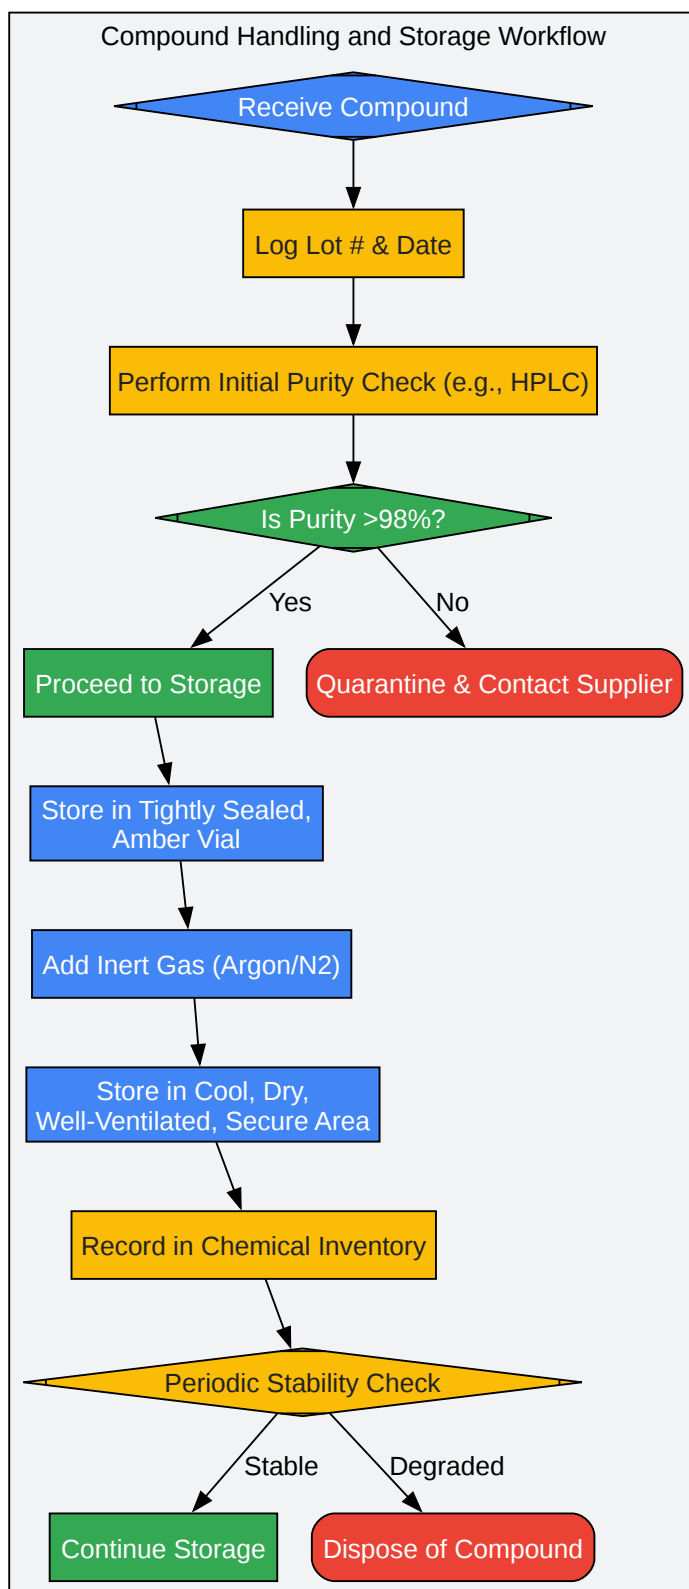 Compound Handling and Storage Workflow
Receive Compound
Log Lot # & Date
Perform Initial Purity Check (e.g., HPLC)
Is Purity >98%?
Yes
No
Proceed to Storage
Quarantine & Contact Supplier
Store in Tightly Sealed,
Amber Vial
Add Inert Gas (Argon/N2)
Store in Cool, Dry,
Well-Ventilated, Secure Area
Record in Chemical Inventory
Periodic Stability Check
Stable
Degraded
Continue Storage
Dispose of Compound